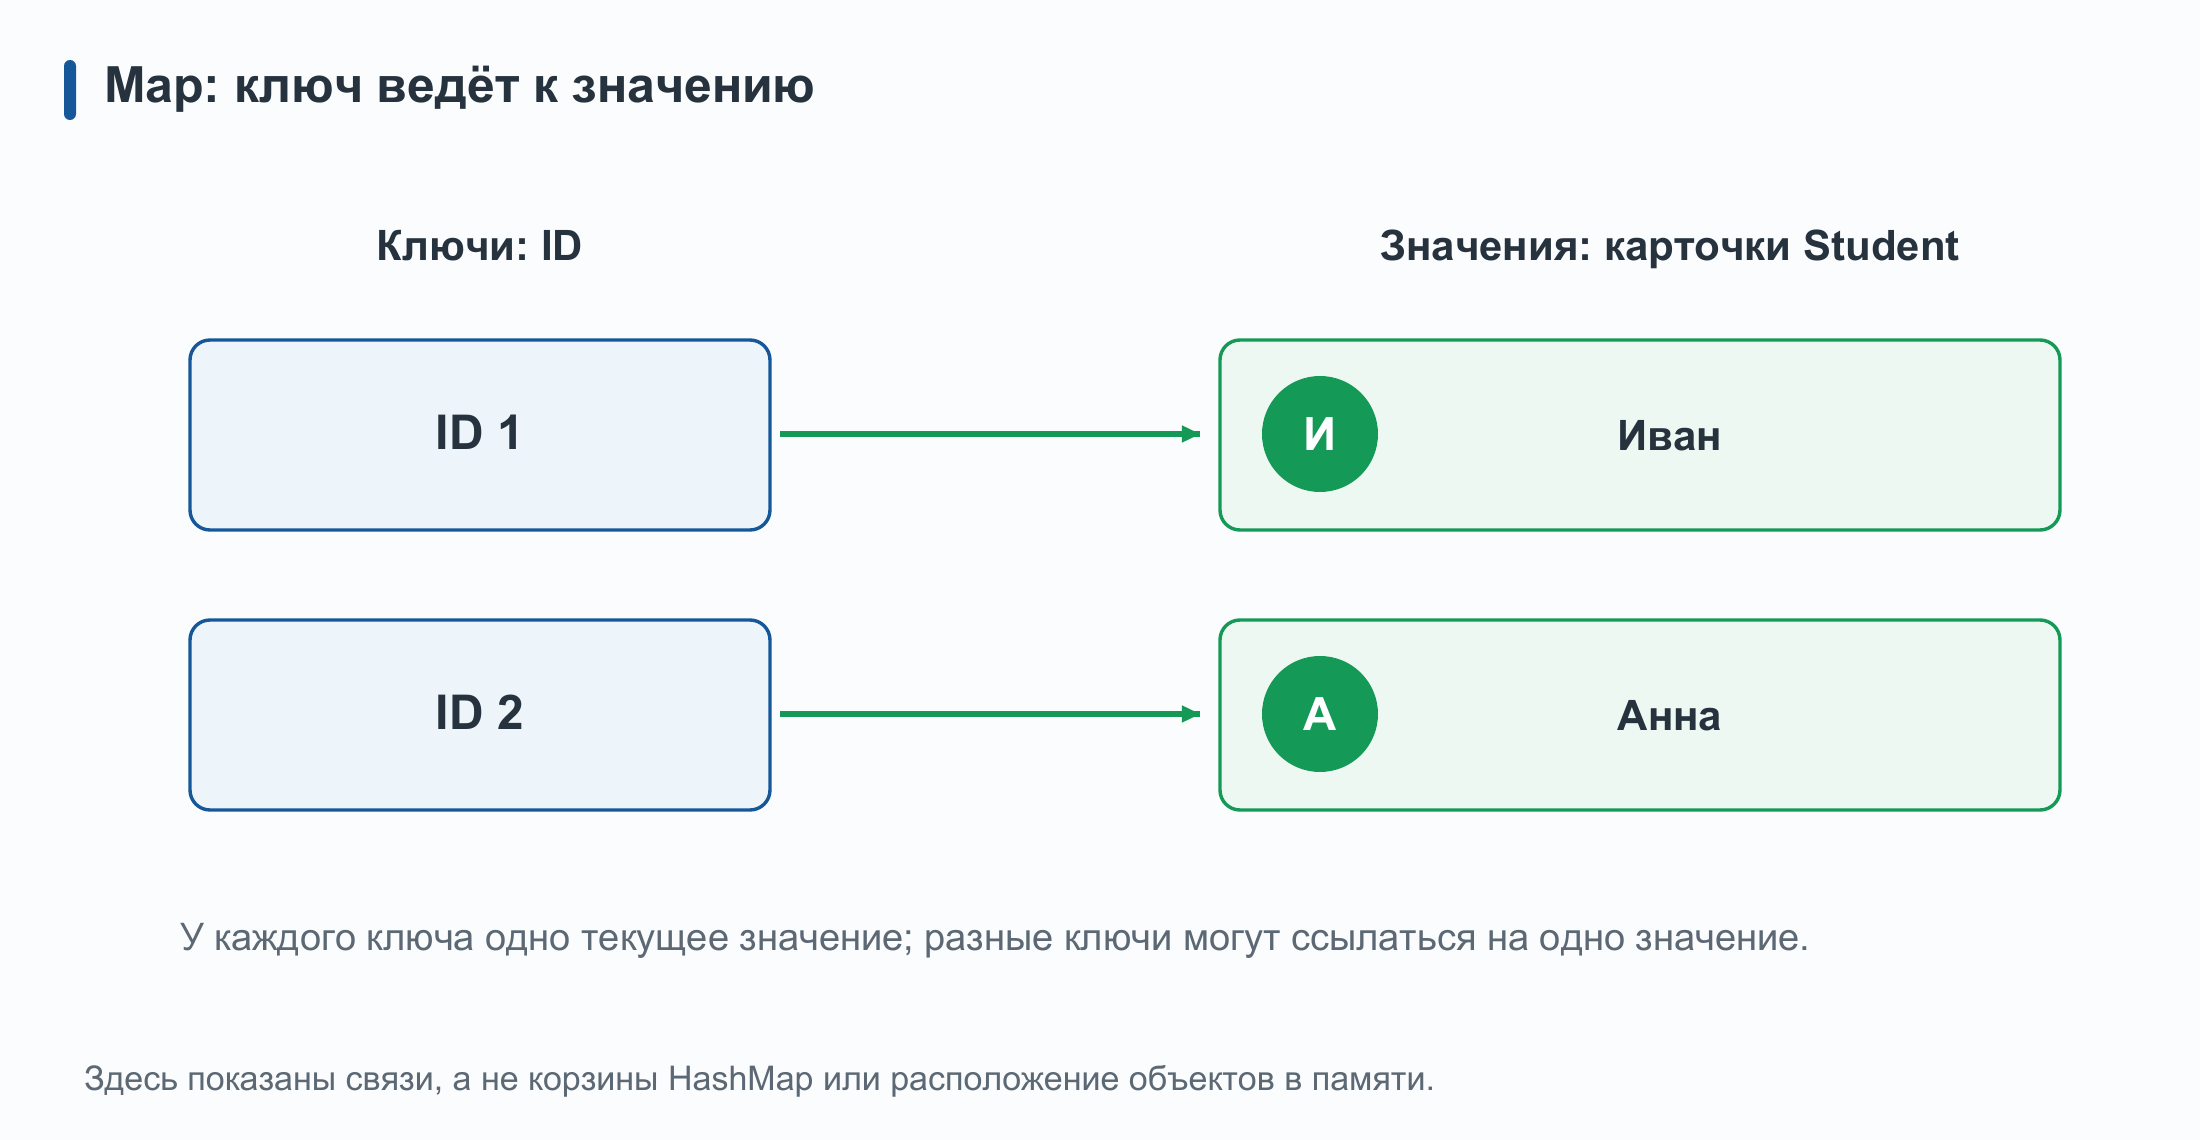 Map: ключ ведёт к значению
Ключи: ID
Значения: карточки Student
ID 1
И
Иван
ID 2
А
Анна
У каждого ключа одно текущее значение; разные ключи могут ссылаться на одно значение.
Здесь показаны связи, а не корзины HashMap или расположение объектов в памяти.